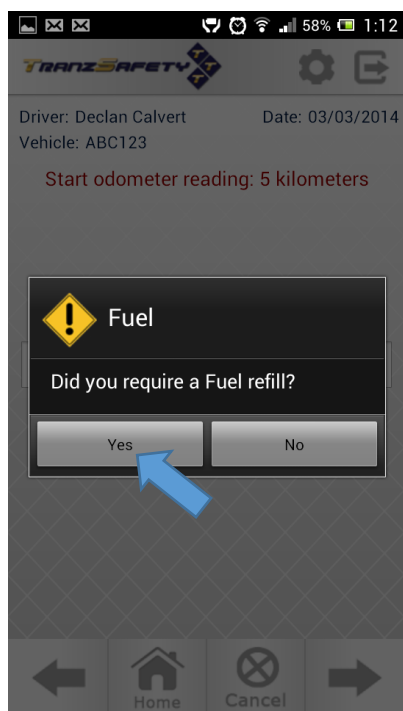 58% 1:12
TRANZSAFETY TTTT
Driver: Declan Calvert Date: 03/03/2014
Vehicle: ABC123
Start odometer reading: 5 kilometers
Fuel
Did you require a Fuel refill?
Yes No
Home Cancel